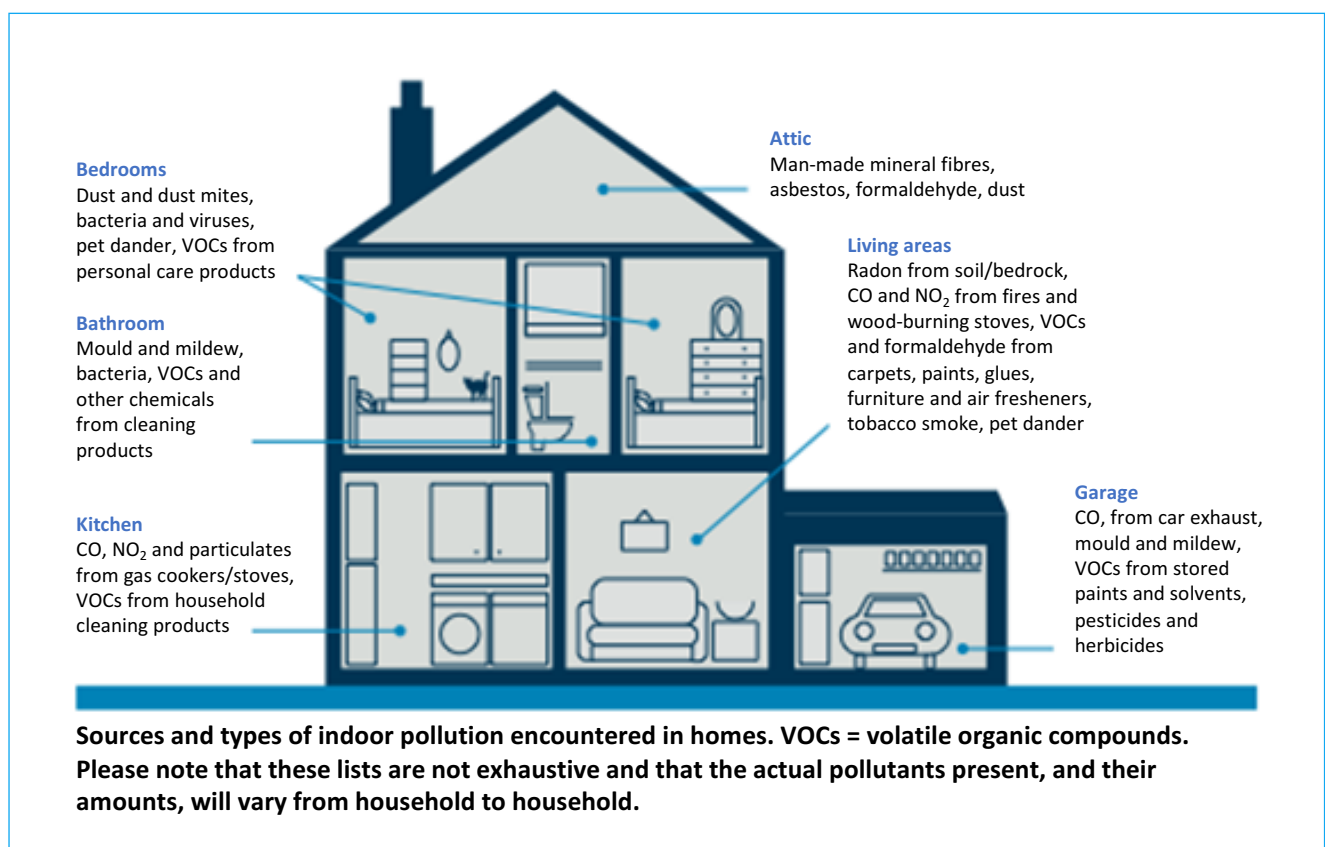 Bedrooms
Dust and dust mites,
bacteria and viruses,
pet dander, VOCs from
personal care products
Bathroom
Mould and mildew,
bacteria, VOCs and
other chemicals
from cleaning
products
Kitchen
CO, NO₂ and particulates
from gas cookers/stoves,
VOCs from household
cleaning products
Attic
Man-made mineral fibres,
asbestos, formaldehyde, dust
Living areas
Radon from soil/bedrock,
CO and NO₂ from fires and
wood-burning stoves, VOCs
and formaldehyde from
carpets, paints, glues,
furniture and air fresheners,
tobacco smoke, pet dander
Garage
CO, from car exhaust,
mould and mildew,
VOCs from stored
paints and solvents,
pesticides and
herbicides
Sources and types of indoor pollution encountered in homes. VOCs = volatile organic compounds.
Please note that these lists are not exhaustive and that the actual pollutants present, and their
amounts, will vary from household to household.